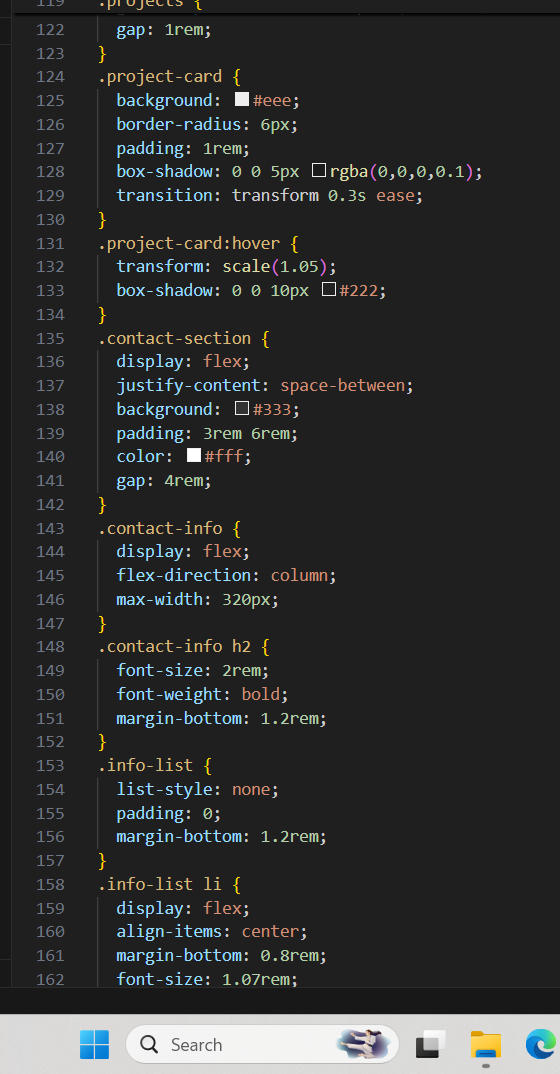 119 .projects {
122 gap: 1rem;
123 }
124 .project-card {
125 background: #eee;
126 border-radius: 6px;
127 padding: 1rem;
128 box-shadow: 0 0 5px rgba(0,0,0,0.1);
129 transition: transform 0.3s ease;
130 }
131 .project-card:hover {
132 transform: scale(1.05);
133 box-shadow: 0 0 10px #222;
134 }
135 .contact-section {
136 display: flex;
137 justify-content: space-between;
138 background: #333;
139 padding: 3rem 6rem;
140 color: #fff;
141 gap: 4rem;
142 }
143 .contact-info {
144 display: flex;
145 flex-direction: column;
146 max-width: 320px;
147 }
148 .contact-info h2 {
149 font-size: 2rem;
150 font-weight: bold;
151 margin-bottom: 1.2rem;
152 }
153 .info-list {
154 list-style: none;
155 padding: 0;
156 margin-bottom: 1.2rem;
157 }
158 .info-list li {
159 display: flex;
160 align-items: center;
161 margin-bottom: 0.8rem;
162 font-size: 1.07rem;
Search